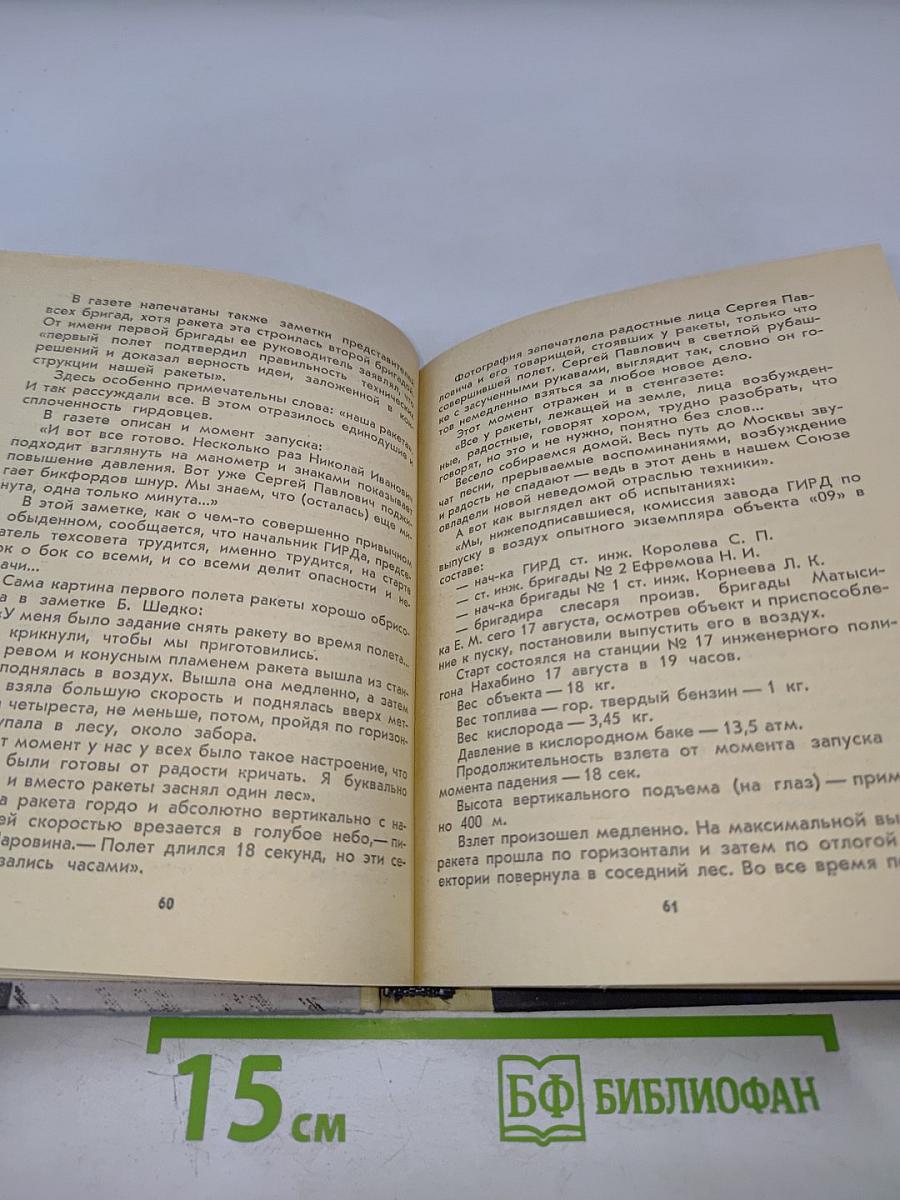 В газете напечатаны также заметки представителей
всех бригад, хотя ракета эта строилась второй бригадой.
От имени первой бригады ее руководитель заявлял, что
«первый полет подтвердил правильность технических
решений и доказал верность идеи, заложенной в кон-
струкции нашей ракеты».
Здесь особенно примечательны слова: «наша ракета».
И так рассуждали все. В этом отразилось единодушие и
сплоченность гирдовцев.
В газете описан и момент запуска:
«И вот все готово. Несколько раз Николай Иванович
подходит взглянуть на манометр и знаками показывает
повышение давления. Вот уже Сергей Павлович поджи-
гает бикфордов шнур. Мы знаем, что (осталась) еще ми-
нута, одна только минута...»
В этой заметке, как о чем-то совершенно привычном
обыденном, сообщается, что начальник ГИРДа, предсе-
атель техсовета трудится, именно трудится, на старте
ок о бок со всеми, и со всеми делит опасности и не-
ачи...
Сама картина первого полета ракеты хорошо обрисо-
а в заметке Б. Шедко:
«У меня было задание снять ракету во время полета...
крикнули, чтобы мы приготовились.
ревом и конусным пламенем ракета вышла из стан-
поднялась в воздух. Вышла она медленно, а затем
взяла большую скорость и поднялась вверх мет-
четыреста, не меньше, потом, пройдя по горизон-
упала в лесу, около забора.
т момент у нас у всех было такое настроение, что
были готовы от радости кричать. Я буквально
и вместо ракеты заснял один лес».
а ракета гордо и абсолютно вертикально с на-
ей скоростью врезается в голубое небо,— пи-
Паровина.— Полет длился 18 секунд, но эти се-
зались часами».
60
Фотография запечатлела радостные лица Сергея Пав-
ловича и его товарищей, стоявших у ракеты, только что
совершившей полет. Сергей Павлович в светлой рубаш-
ке с засученными рукавами, выглядит так, словно он го-
тов немедленно взяться за любое новое дело.
Этот момент отражен и в стенгазете:
«Все у ракеты, лежащей на земле, лица возбужден-
ные, радостные, говорят хором, трудно разобрать, что
говорят, но это и не нужно, понятно без слов...
Весело собираемся домой. Весь путь до Москвы зву-
чат песни, прерываемые воспоминаниями, возбуждение
и радость не спадают — ведь в этот день в нашем Союзе
овладели новой неведомой отраслью техники».
А вот как выглядел акт об испытаниях:
«Мы, нижеподписавшиеся, комиссия завода ГИРД по
выпуску в воздух опытного экземпляра объекта «09» в
составе:
— нач-ка ГИРД ст. инж. Королева С. П.
— ст. инж. бригады № 2 Ефремова Н. И.
— нач-ка бригады № 1 ст. инж. Корнеева Л. К.
— бригадира слесаря произв. бригады Матыси-
ка Е. М. сего 17 августа, осмотрев объект и приспособле-
ние к пуску, постановили выпустить его в воздух.
Старт состоялся на станции № 17 инженерного поли-
гона Нахабино 17 августа в 19 часов.
Вес объекта — 18 кг.
Вес топлива — гор. твердый бензин — 1 кг.
Вес кислорода — 3,45 кг.
Давление в кислородном баке — 13,5 атм.
Продолжительность взлета от момента запуска
момента падения — 18 сек.
Высота вертикального подъема (на глаз) — прим
но 400 м.
Взлет произошел медленно. На максимальной вы
ракета прошла по горизонтали и затем по отлогой
ектории повернула в соседний лес. Во все время по
61
15 см
БФ БИБЛИОФАН